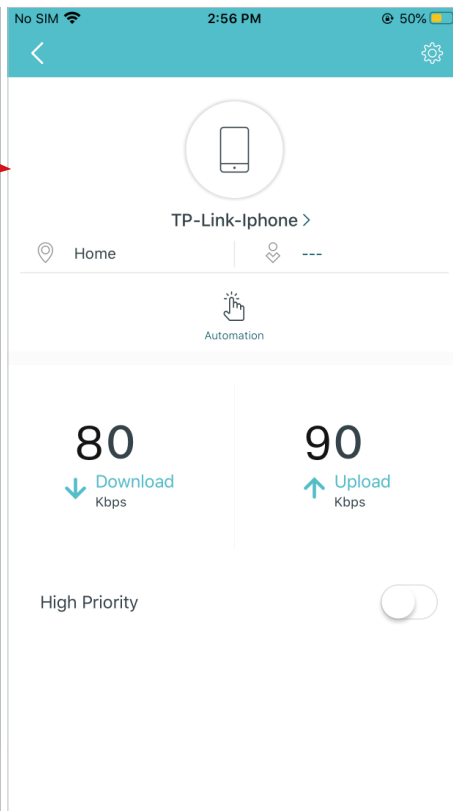 No SIM 2:56 PM 50%
TP-Link-Iphone >
Home ---
Automation
80 90
Download Upload
Kbps Kbps
High Priority